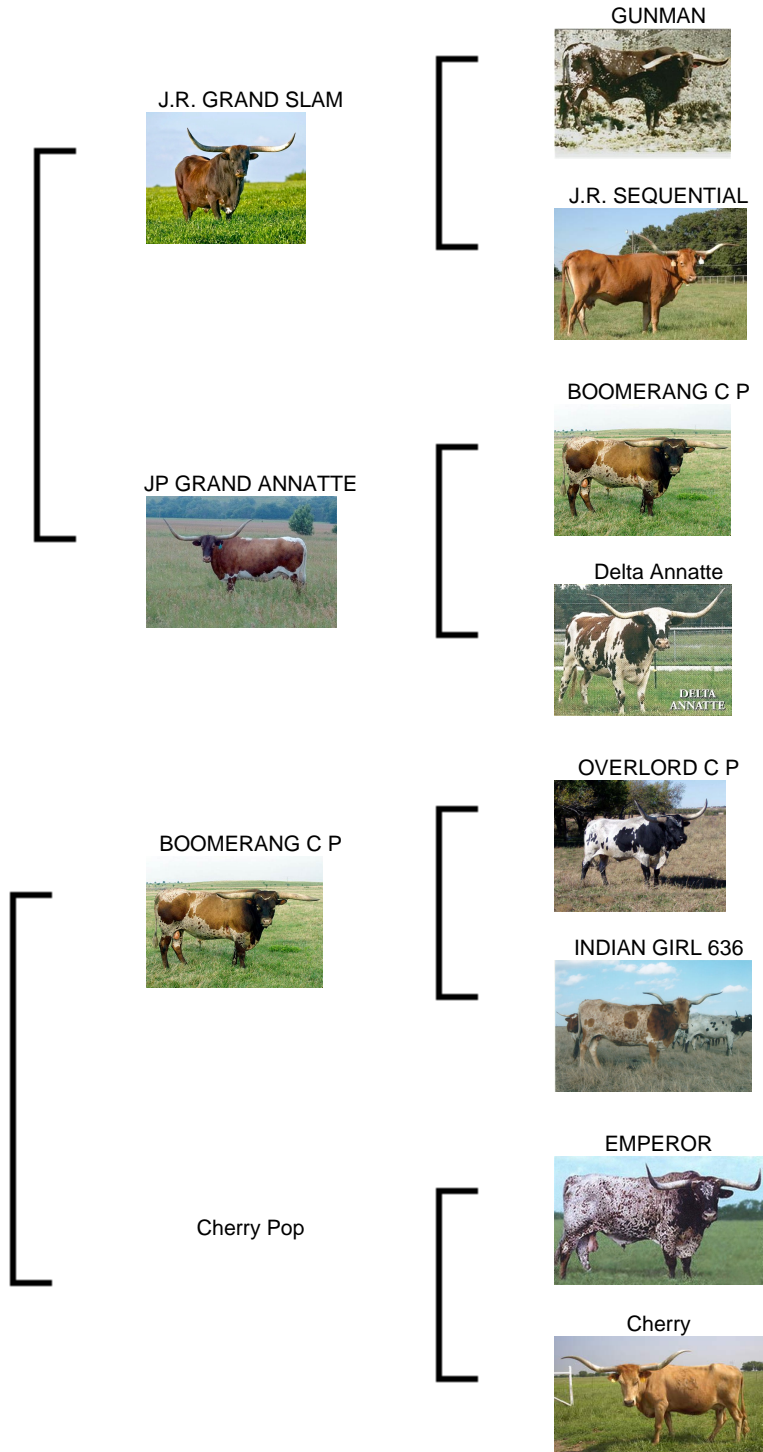 GUNMAN
J.R. GRAND SLAM
J.R. SEQUENTIAL
BOOMERANG C P
JP GRAND ANNATTE
Delta Annatte
DELTA
ANNATTE
OVERLORD C P
BOOMERANG C P
INDIAN GIRL 636
EMPEROR
Cherry Pop
Cherry